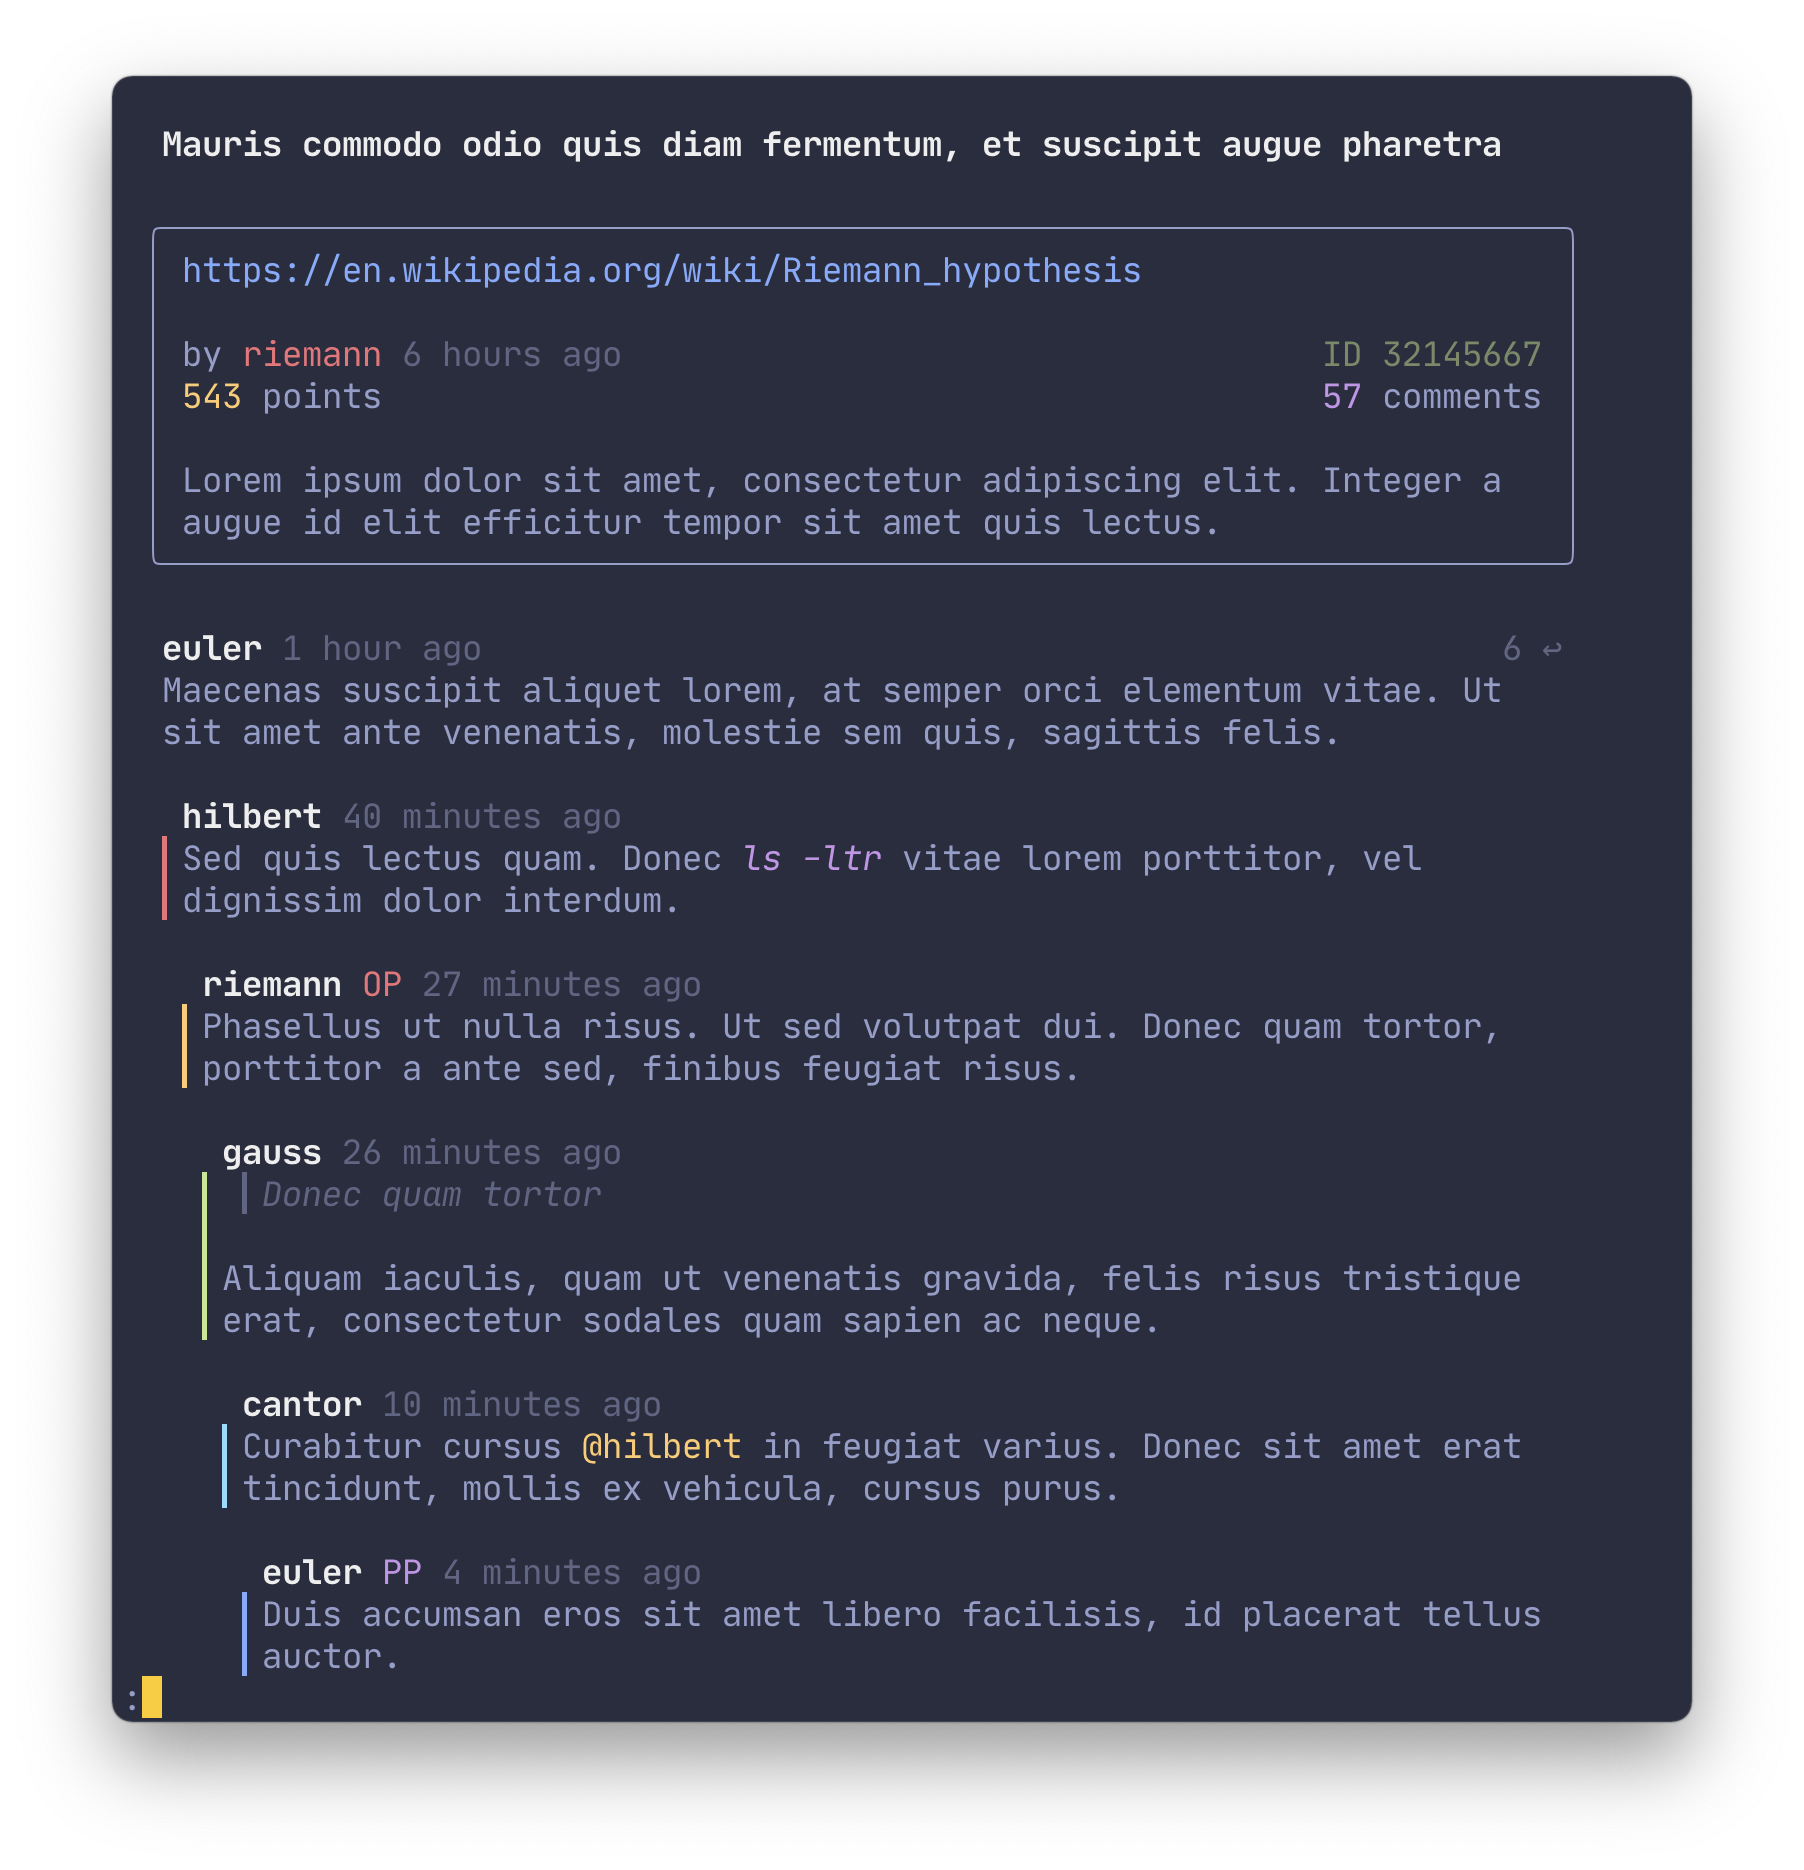 Mauris commodo odio quis diam fermentum, et suscipit augue pharetra
https://en.wikipedia.org/wiki/Riemann_hypothesis
by riemann 6 hours ago ID 32145667
543 points 57 comments
Lorem ipsum dolor sit amet, consectetur adipiscing elit. Integer a
augue id elit efficitur tempor sit amet quis lectus.
euler 1 hour ago 6 ↩
Maecenas suscipit aliquet lorem, at semper orci elementum vitae. Ut
sit amet ante venenatis, molestie sem quis, sagittis felis.
hilbert 40 minutes ago
Sed quis lectus quam. Donec ls -ltr vitae lorem porttitor, vel
dignissim dolor interdum.
riemann OP 27 minutes ago
Phasellus ut nulla risus. Ut sed volutpat dui. Donec quam tortor,
porttitor a ante sed, finibus feugiat risus.
gauss 26 minutes ago
Donec quam tortor
Aliquam iaculis, quam ut venenatis gravida, felis risus tristique
erat, consectetur sodales quam sapien ac neque.
cantor 10 minutes ago
Curabitur cursus @hilbert in feugiat varius. Donec sit amet erat
tincidunt, mollis ex vehicula, cursus purus.
euler PP 4 minutes ago
Duis accumsan eros sit amet libero facilisis, id placerat tellus
auctor.
: